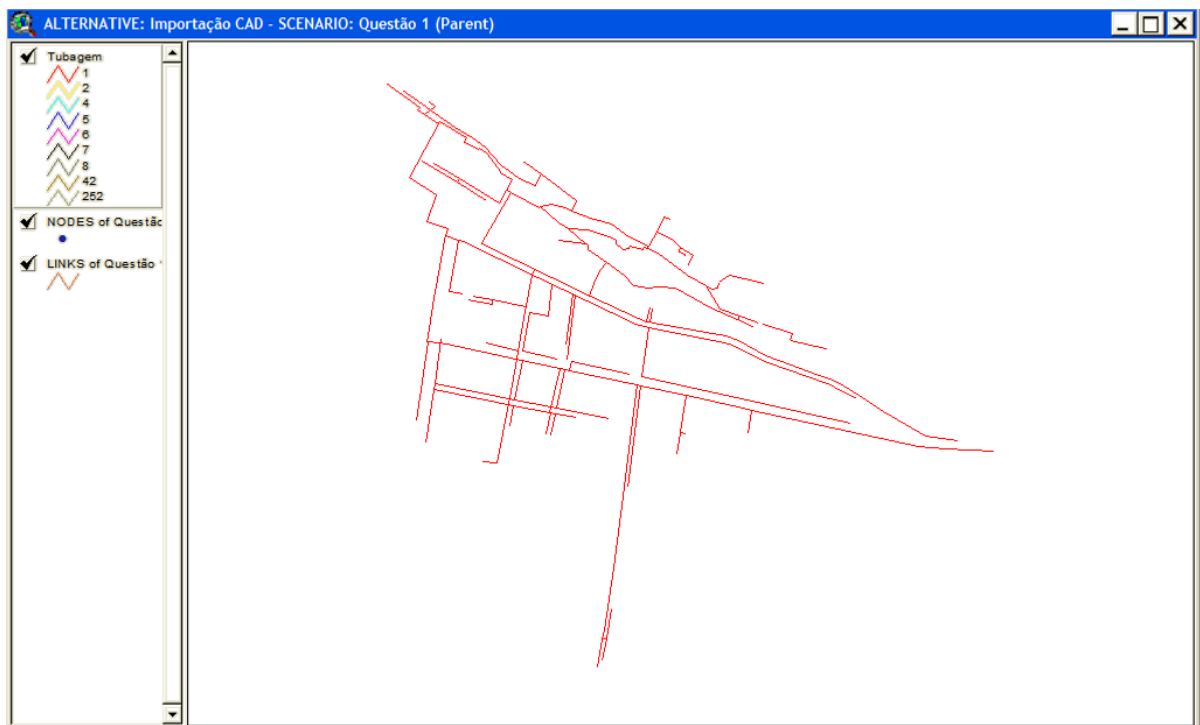 ALTERNATIVE: Importação CAD - SCENARIO: Questão 1 (Parent)
Tubagem
1
2
4
5
6
7
8
42
252
NODES of Questão
LINKS of Questão